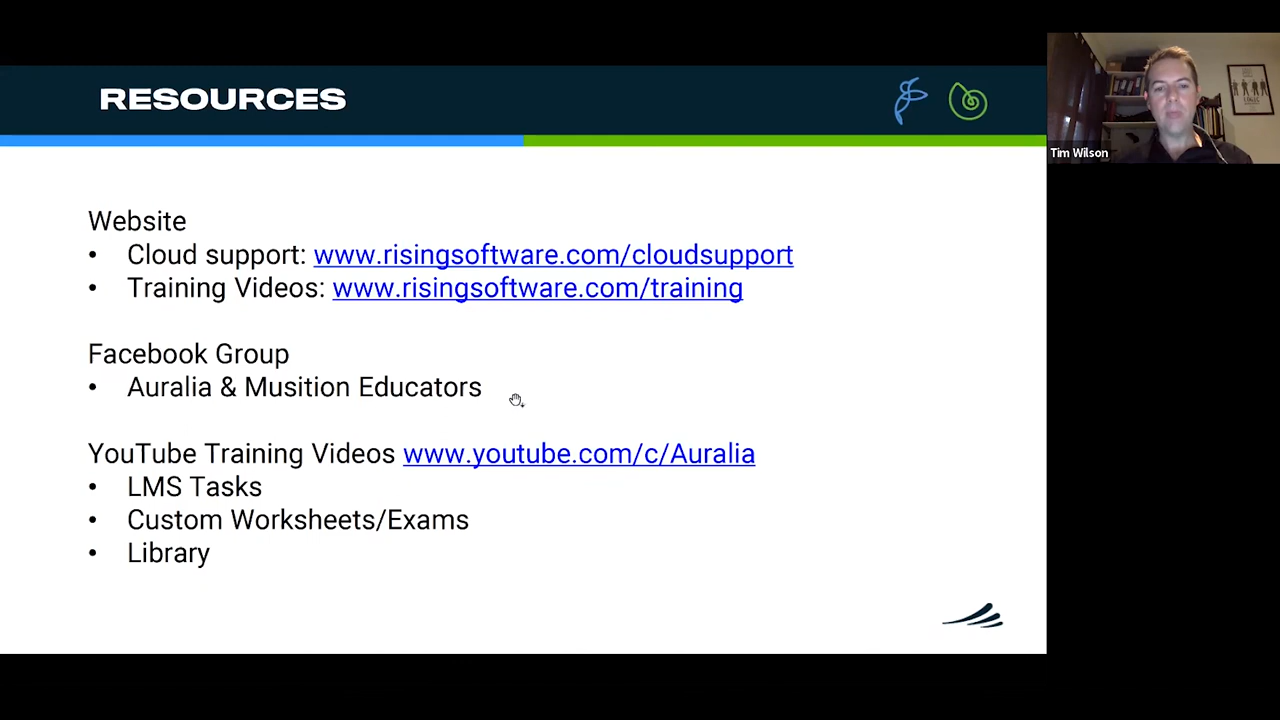 RESOURCES
Tim Wilson
Website
• Cloud support: www.risingsoftware.com/cloudsupport
• Training Videos: www.risingsoftware.com/training
Facebook Group
• Auralia & Musition Educators
YouTube Training Videos www.youtube.com/c/Auralia
• LMS Tasks
• Custom Worksheets/Exams
• Library